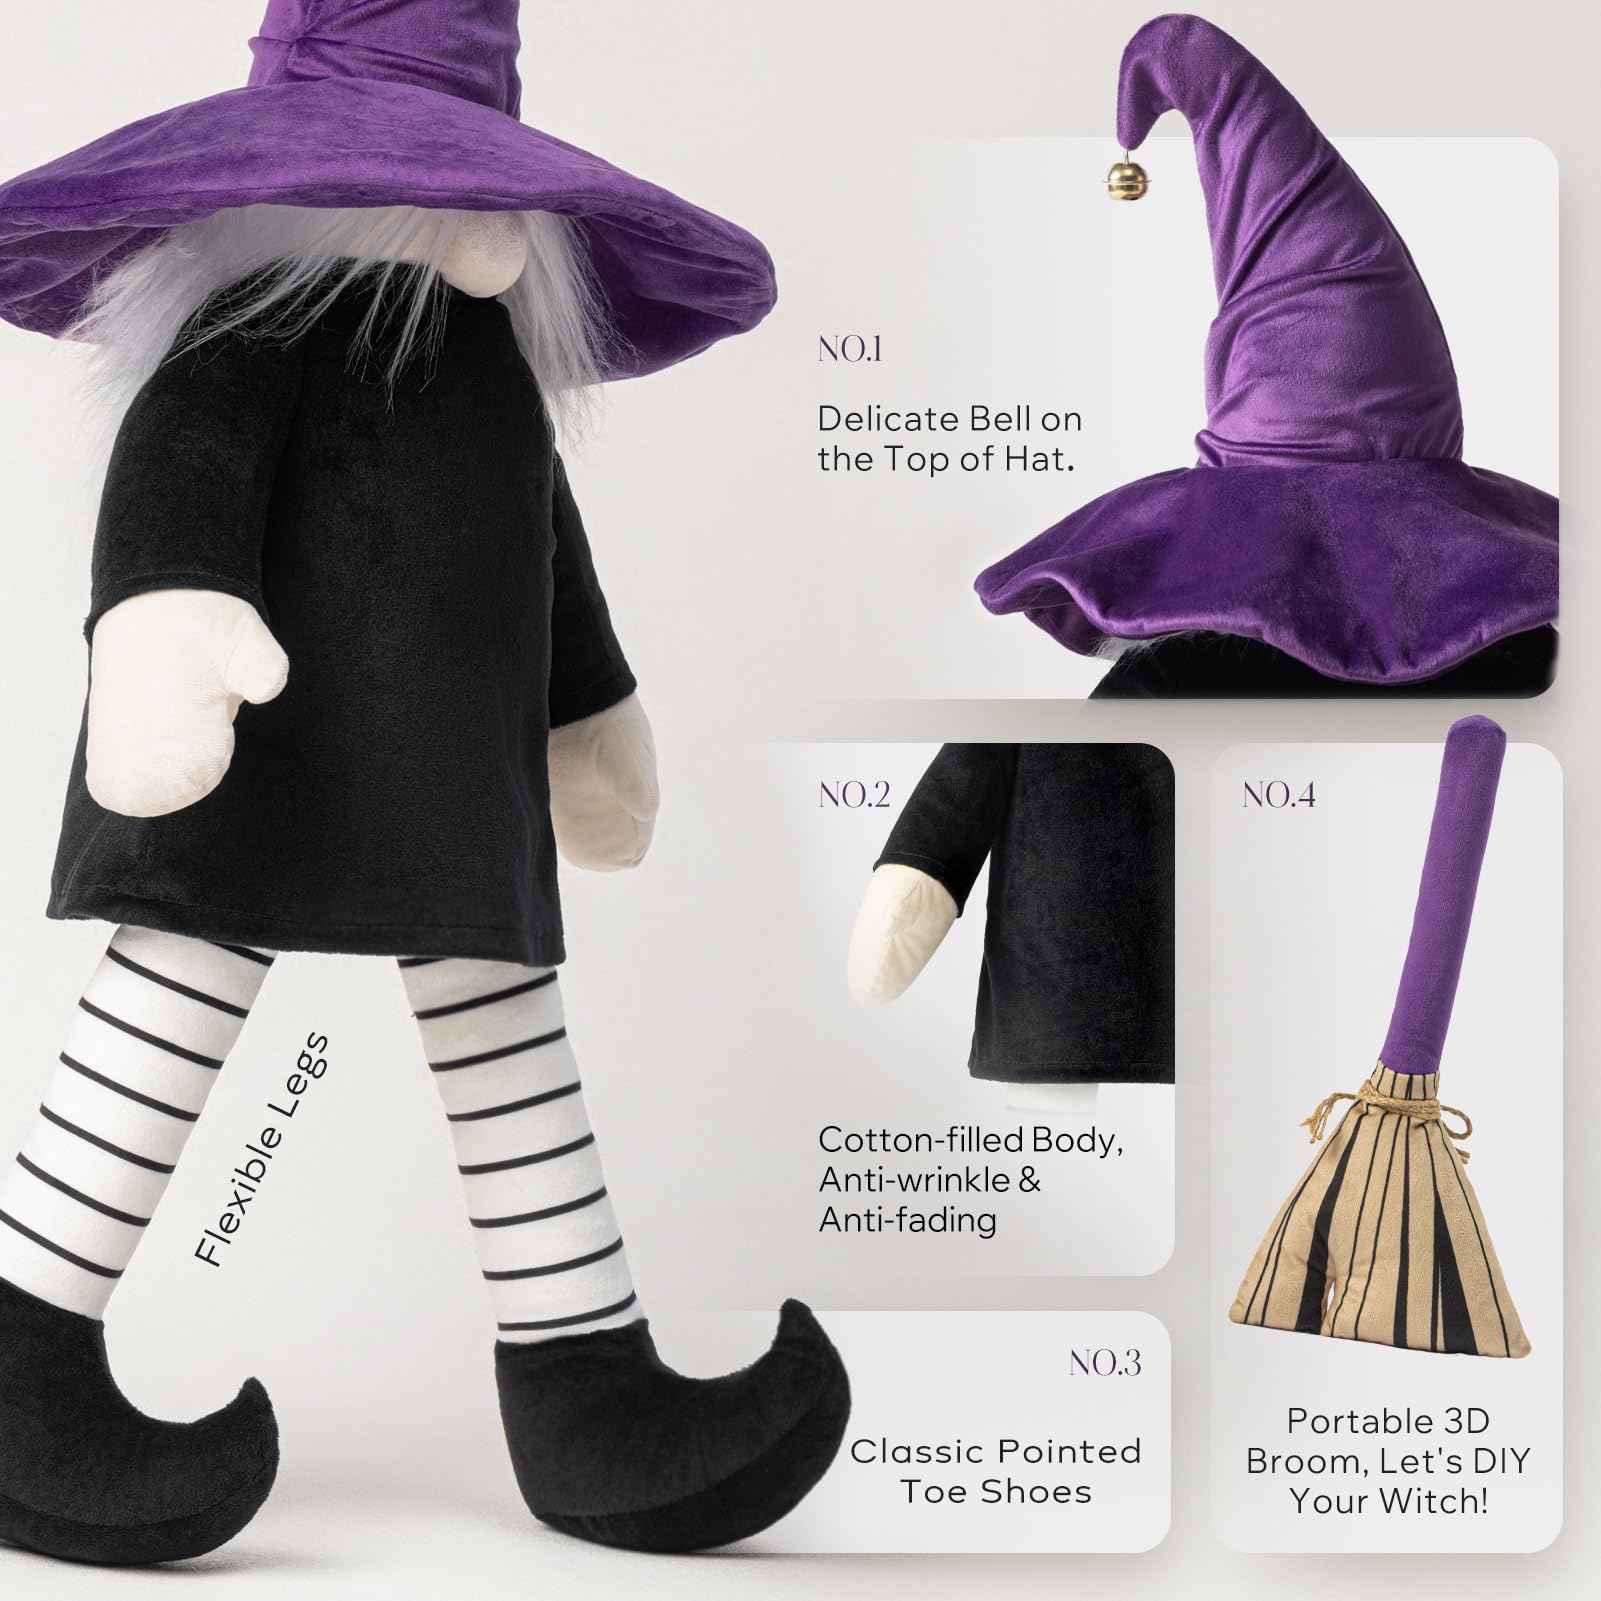 NO.1
Delicate Bell on
the Top of Hat.
NO.2
Cotton-filled Body,
Anti-wrinkle &
Anti-fading
NO.3
Classic Pointed
Toe Shoes
NO.4
Portable 3D
Broom, Let's DIY
Your Witch!
Flexible Legs